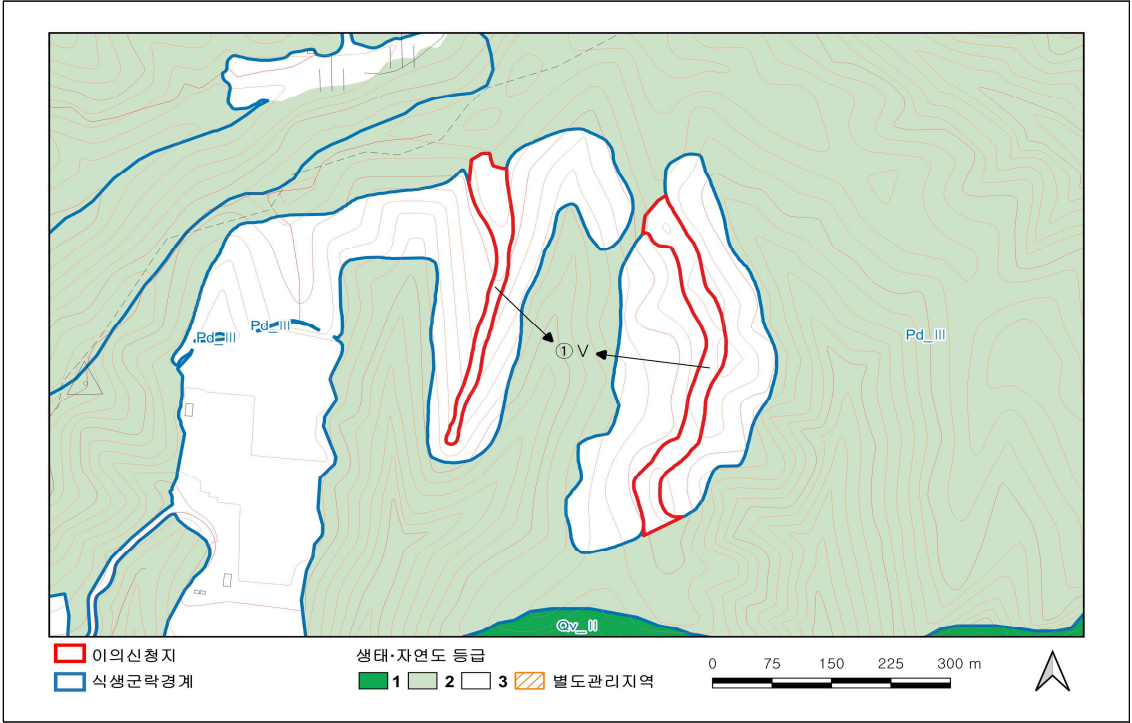 Pd_III
Pd_III
Pd_III
① V
Qv_II
이의신청지
식생군락경계
생태·자연도 등급
1 2 3 별도관리지역
0 75 150 225 300 m